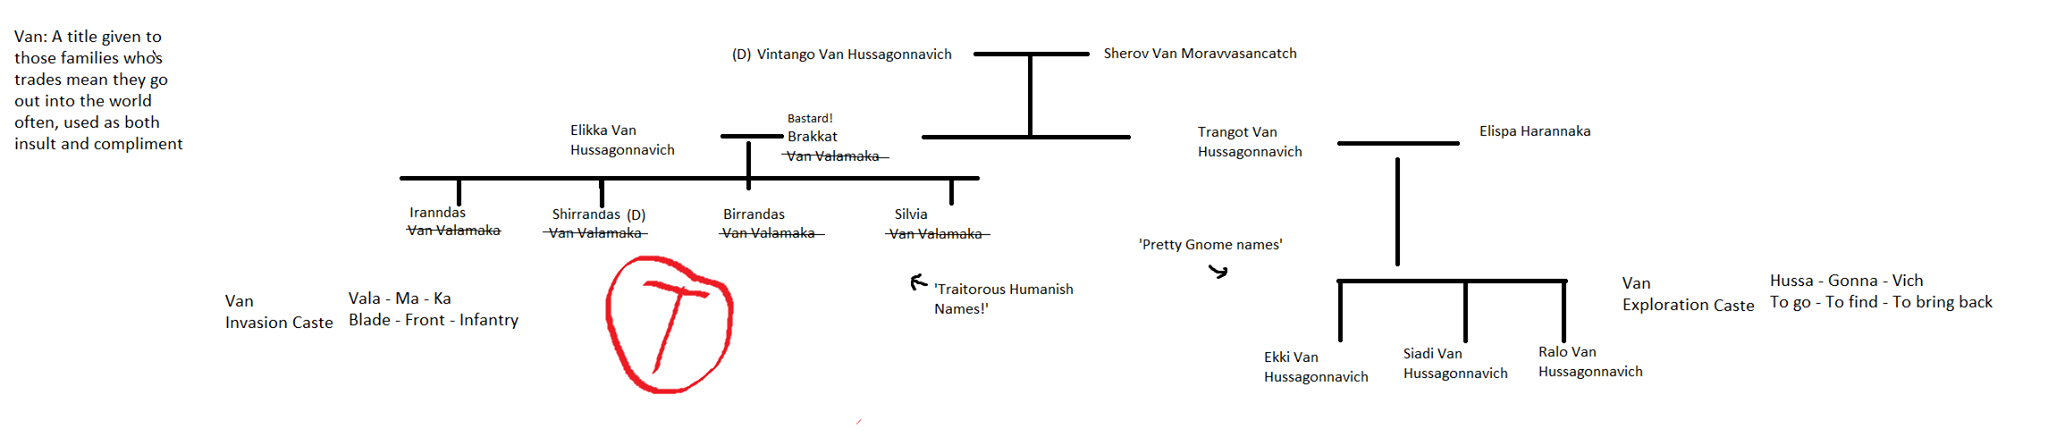 Van: A title given to
those families who's
trades mean they go
out into the world
often, used as both
insult and compliment
(D) Vintango Van Hussagonnavich
Sherov Van Moravvasancatch
Elikka Van
Hussagonnavich
Bastard!
Brakkat
Van Valamaka
Trangot Van
Hussagonnavich
Elispa Harannaka
Iranndas
Van Valamaka
Shirrandas (D)
Van Valamaka
Birrandas
Van Valamaka
Silvia
Van Valamaka
'Pretty Gnome names'
'Traitorous Humanish
Names!'
Van
Invasion Caste
Vala - Ma - Ka
Blade - Front - Infantry
T
Van
Exploration Caste
Hussa - Gonna - Vich
To go - To find - To bring back
Ekki Van
Hussagonnavich
Siadi Van
Hussagonnavich
Ralo Van
Hussagonnavich